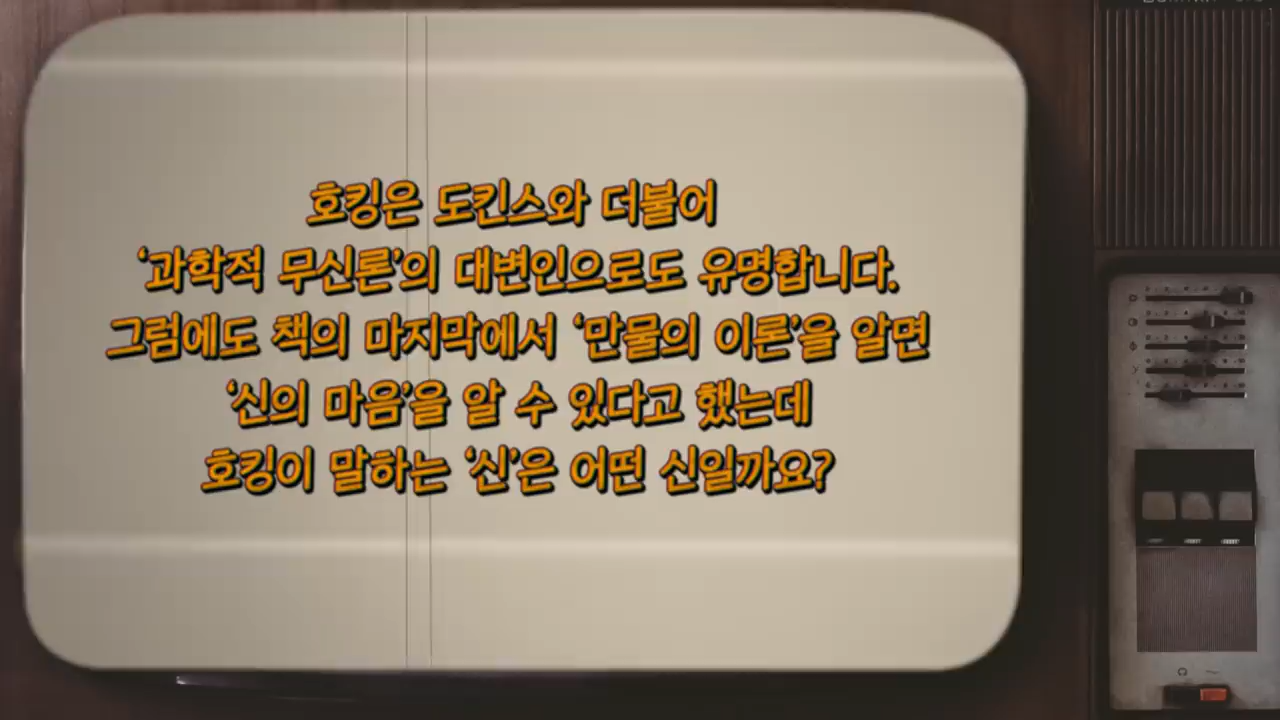 호킹은 도킨스와 더불어
‘과학적 무신론’의 대변인으로도 유명합니다.
그럼에도 책의 마지막에서 ‘만물의 이론’을 알면
‘신의 마음’을 알 수 있다고 했는데
호킹이 말하는 ‘신’은 어떤 신일까요?